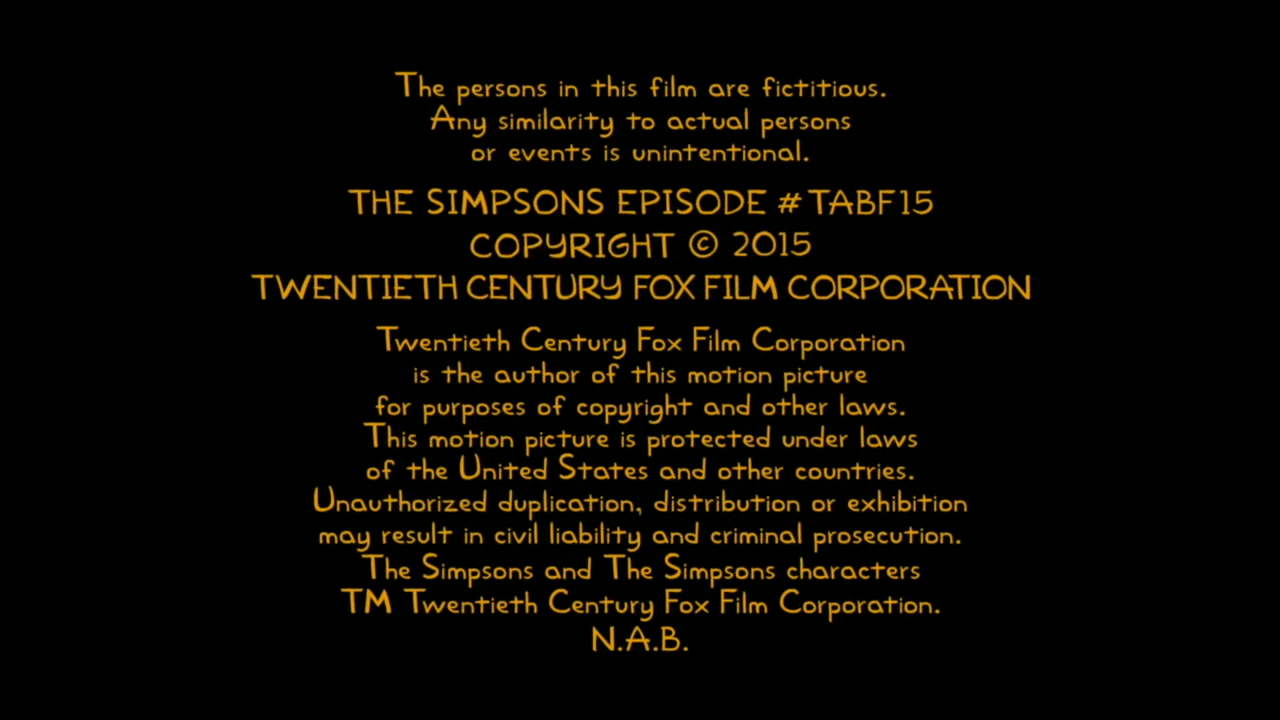 The persons in this film are fictitious.
Any similarity to actual persons
or events is unintentional.
THE SIMPSONS EPISODE #TABF15
COPYRIGHT © 2015
TWENTIETH CENTURY FOX FILM CORPORATION
Twentieth Century Fox Film Corporation
is the author of this motion picture
for purposes of copyright and other laws.
This motion picture is protected under laws
of the United States and other countries.
Unauthorized duplication, distribution or exhibition
may result in civil liability and criminal prosecution.
The Simpsons and The Simpsons characters
TM Twentieth Century Fox Film Corporation.
N.A.B.